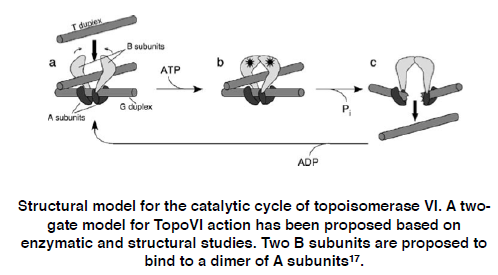 T duplex
B subunits
a
ATP
b
c
A subunits
G duplex
Pi
ADP
Structural model for the catalytic cycle of topoisomerase VI. A two-
gate model for TopoVI action has been proposed based on
enzymatic and structural studies. Two B subunits are proposed to
bind to a dimer of A subunits¹⁷.